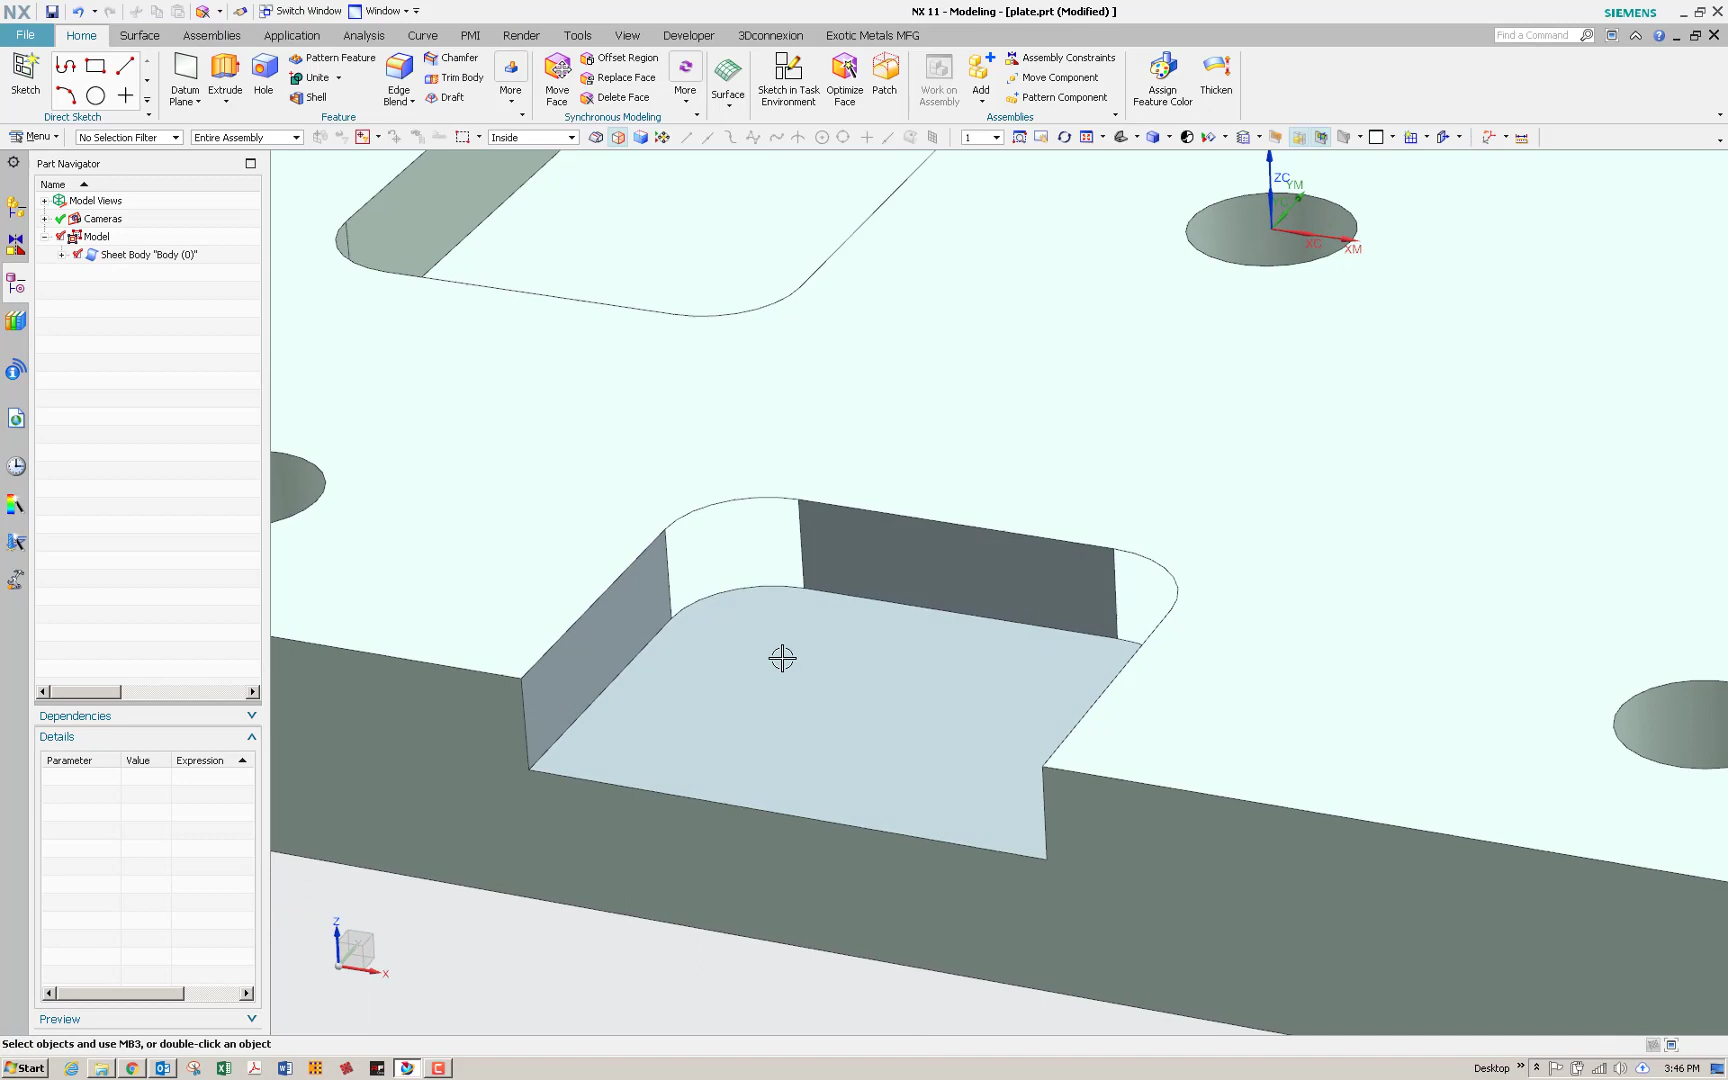 NX
Switch Window
Window
NX 11 - Modeling - [plate.prt (Modified) ]
SIEMENS
File
Home
Surface
Assemblies
Application
Analysis
Curve
PMI
Render
Tools
View
Developer
3Dconnexion
Exotic Metals MFG
Find a Command
Sketch
Direct Sketch
Datum Plane
Extrude
Hole
Pattern Feature
Unite
Shell
Edge Blend
Chamfer
Trim Body
Draft
More
Feature
Move Face
Offset Region
Replace Face
Delete Face
More
Synchronous Modeling
Surface
Sketch in Task Environment
Optimize Face
Patch
Work on Assembly
Add
Assembly Constraints
Move Component
Pattern Component
Assemblies
Assign Feature Color
Thicken
Menu
No Selection Filter
Entire Assembly
Inside
1
Part Navigator
Name
Model Views
Cameras
Model
Sheet Body "Body (0)"
Dependencies
Details
Parameter
Value
Expression
Preview
ZC
YM
YC
XC
XM
Z
X
Select objects and use MB3, or double-click an object
Start
Desktop
3:46 PM